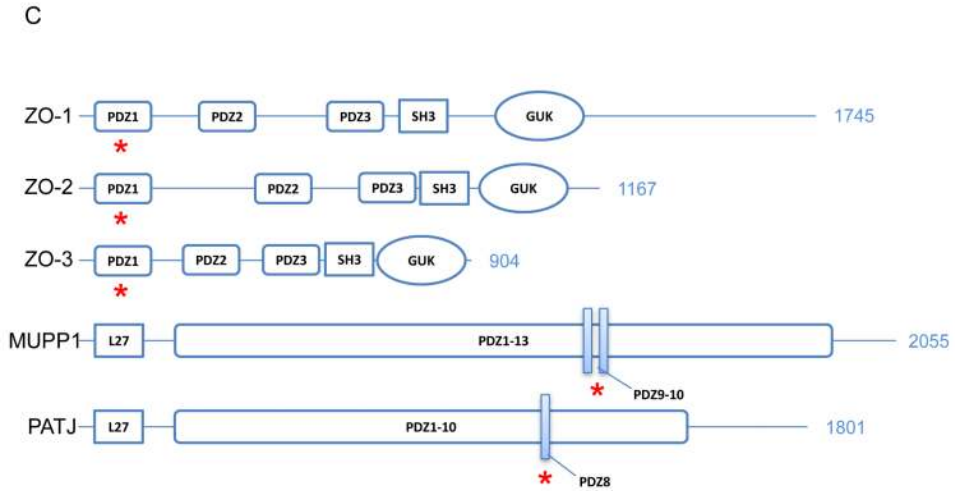 C
ZO-1 PDZ1 PDZ2 PDZ3 SH3 GUK 1745
*
ZO-2 PDZ1 PDZ2 PDZ3 SH3 GUK 1167
*
ZO-3 PDZ1 PDZ2 PDZ3 SH3 GUK 904
*
MUPP1 L27 PDZ1-13 2055
* PDZ9-10
PATJ L27 PDZ1-10 1801
* PDZ8